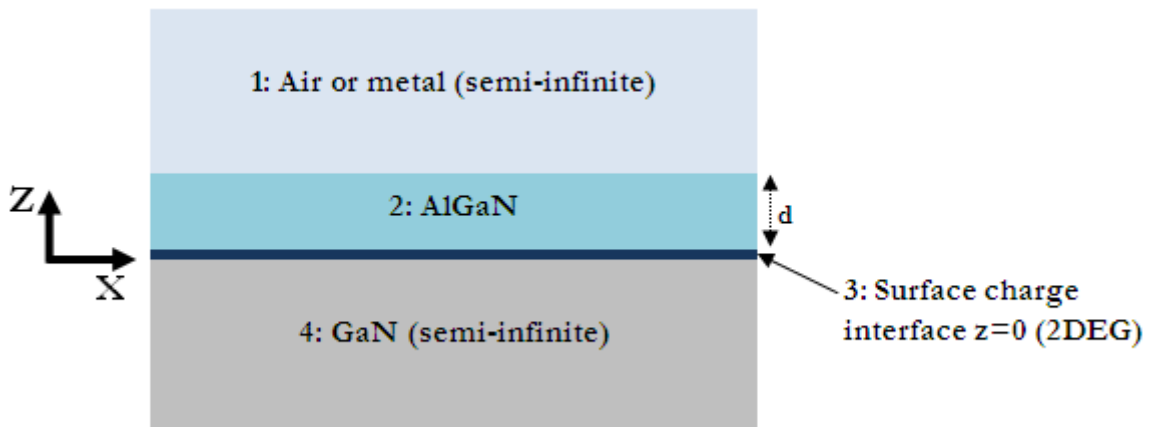 1: Air or metal (semi-infinite)
Z
2: AlGaN
d
X
3: Surface charge
interface z=0 (2DEG)
4: GaN (semi-infinite)